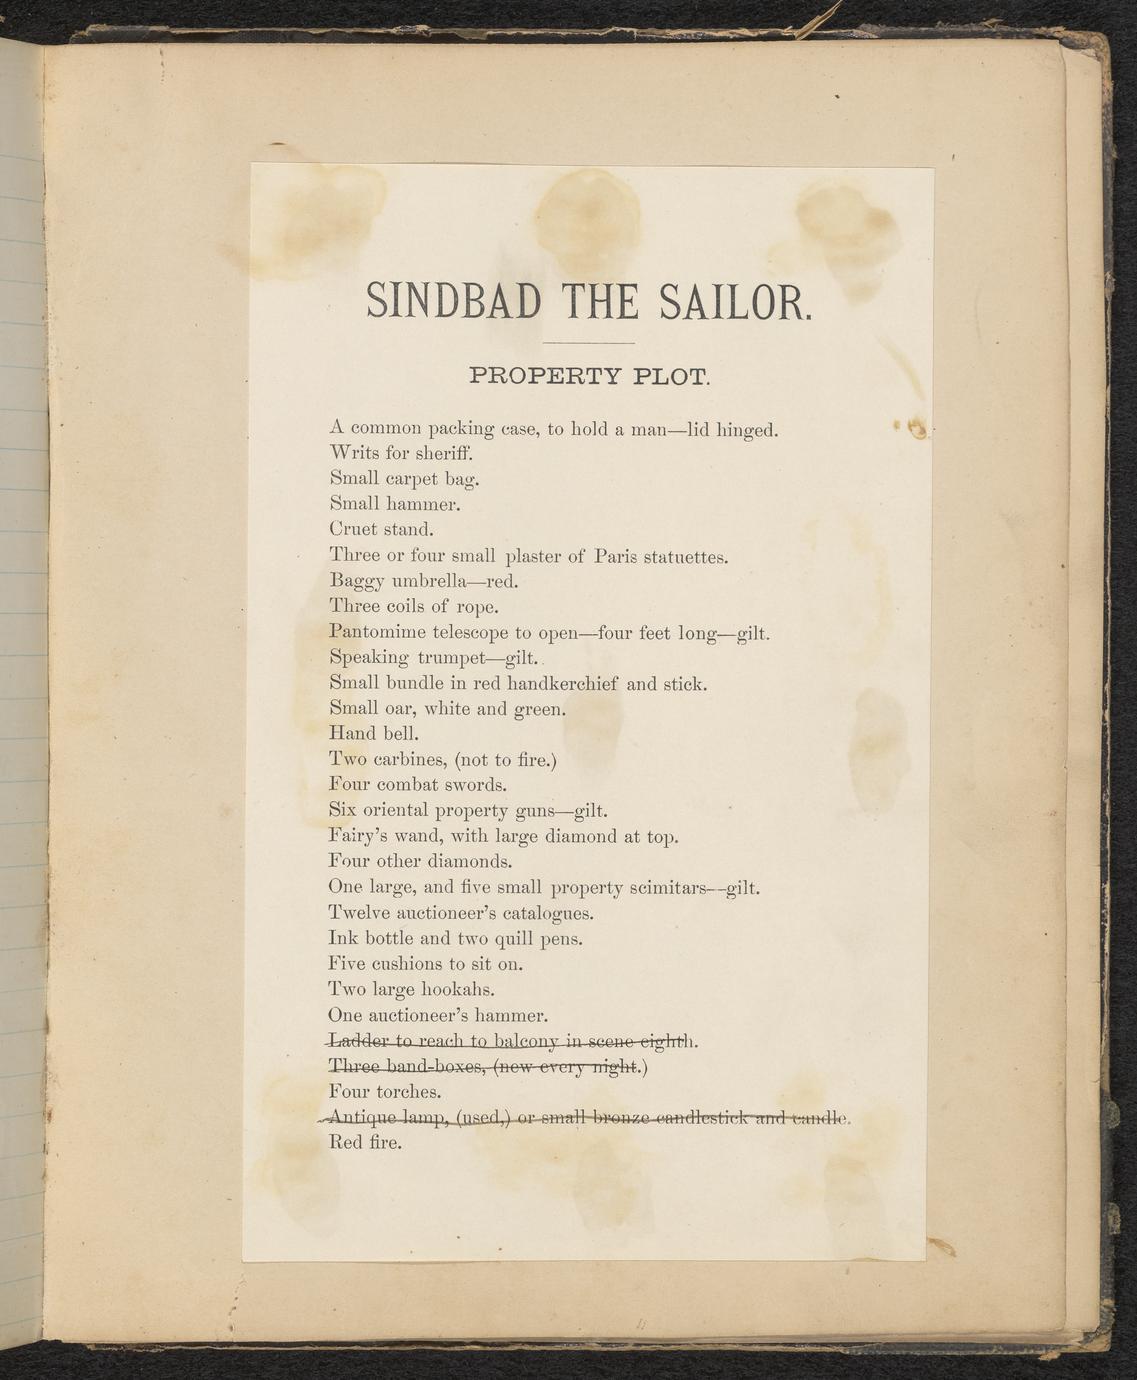 SINDBAD THE SAILOR.
PROPERTY PLOT.
A common packing case, to hold a man—lid hinged.
Writs for sheriff.
Small carpet bag.
Small hammer.
Cruet stand.
Three or four small plaster of Paris statuettes.
Baggy umbrella—red.
Three coils of rope.
Pantomime telescope to open—four feet long—gilt.
Speaking trumpet—gilt.
Small bundle in red handkerchief and stick.
Small oar, white and green.
Hand bell.
Two carbines, (not to fire.)
Four combat swords.
Six oriental property guns—gilt.
Fairy's wand, with large diamond at top.
Four other diamonds.
One large, and five small property scimitars—gilt.
Twelve auctioneer's catalogues.
Ink bottle and two quill pens.
Five cushions to sit on.
Two large hookahs.
One auctioneer's hammer.
Ladder to reach to balcony in scene eighth.
Three band-boxes, (new every night.)
Four torches.
Antique lamp, (used,) or small bronze candlestick and candle.
Red fire.